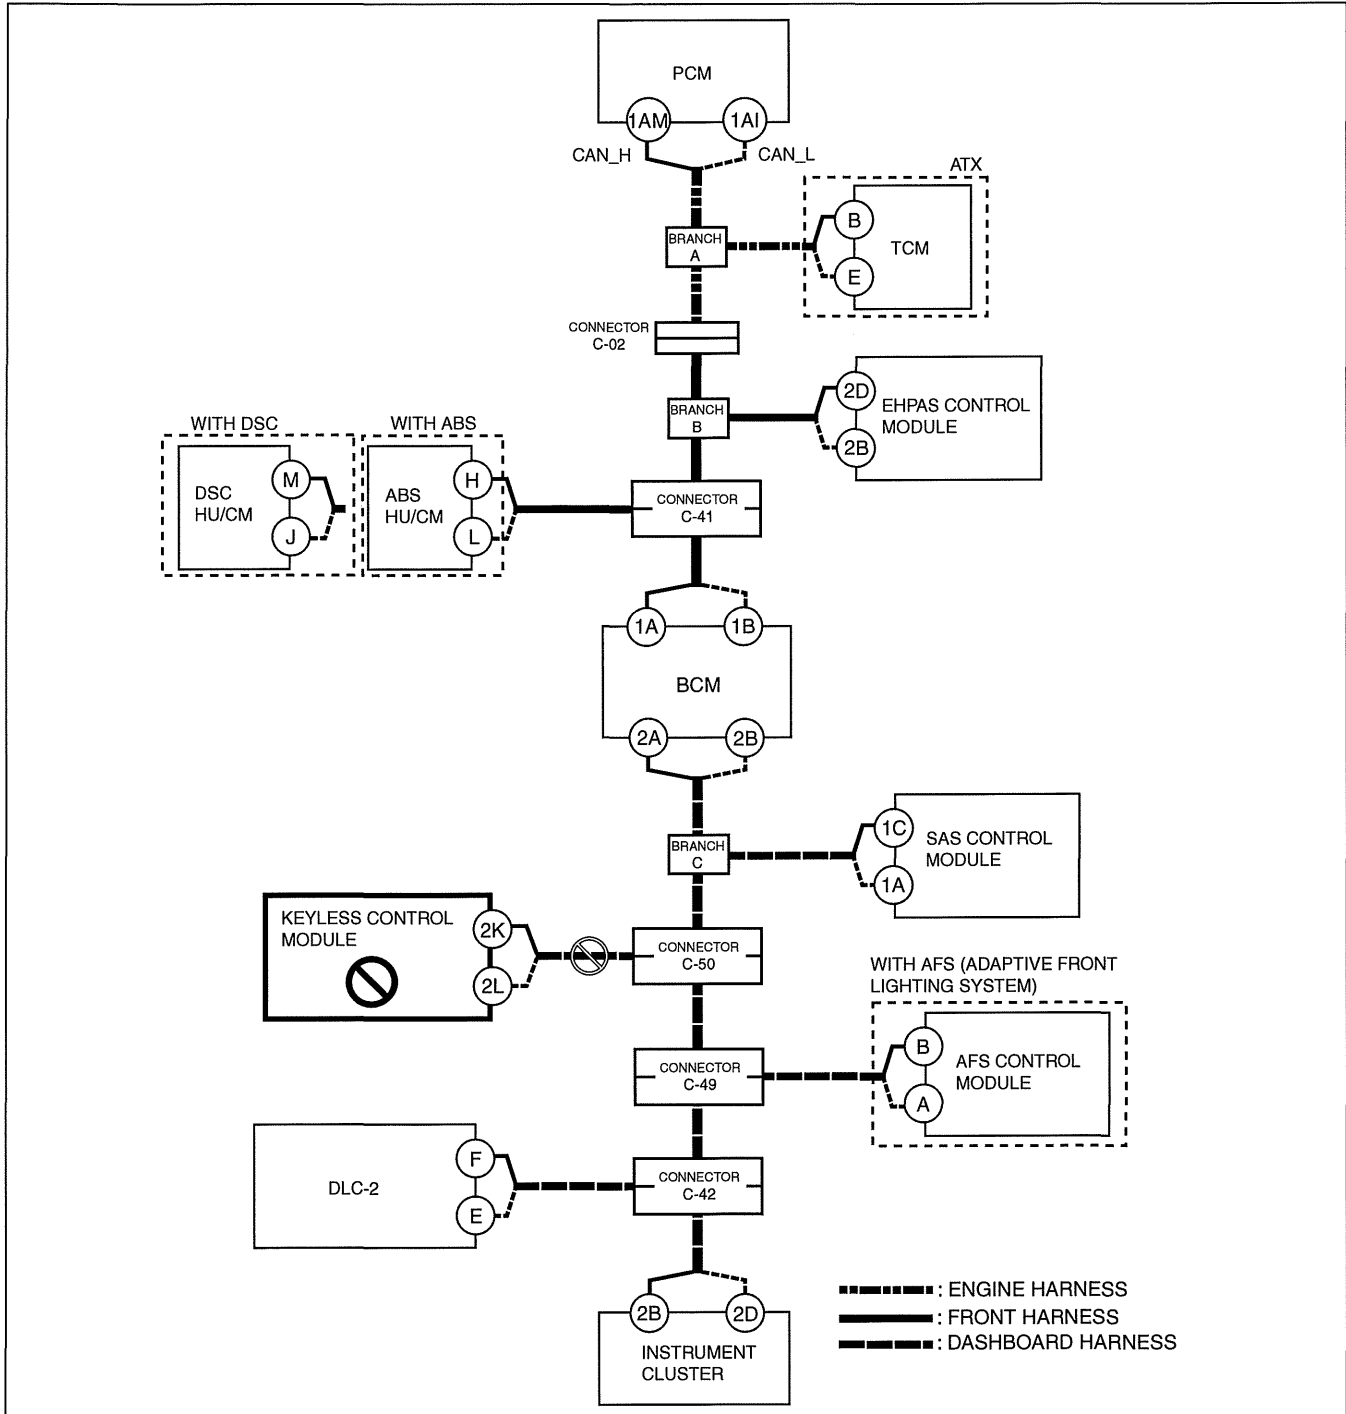 PCM
1AM
1AI
CAN_H
CAN_L
ATX
BRANCH
A
B
E
TCM
CONNECTOR
C-02
BRANCH
B
2D
2B
EHPAS CONTROL
MODULE
WITH DSC
WITH ABS
DSC
HU/CM
M
J
ABS
HU/CM
H
L
CONNECTOR
C-41
1A
1B
BCM
2A
2B
BRANCH
C
1C
1A
SAS CONTROL
MODULE
KEYLESS CONTROL
MODULE
2K
2L
CONNECTOR
C-50
WITH AFS (ADAPTIVE FRONT
LIGHTING SYSTEM)
CONNECTOR
C-49
B
A
AFS CONTROL
MODULE
DLC-2
F
E
CONNECTOR
C-42
2B
2D
INSTRUMENT
CLUSTER
: ENGINE HARNESS
: FRONT HARNESS
: DASHBOARD HARNESS